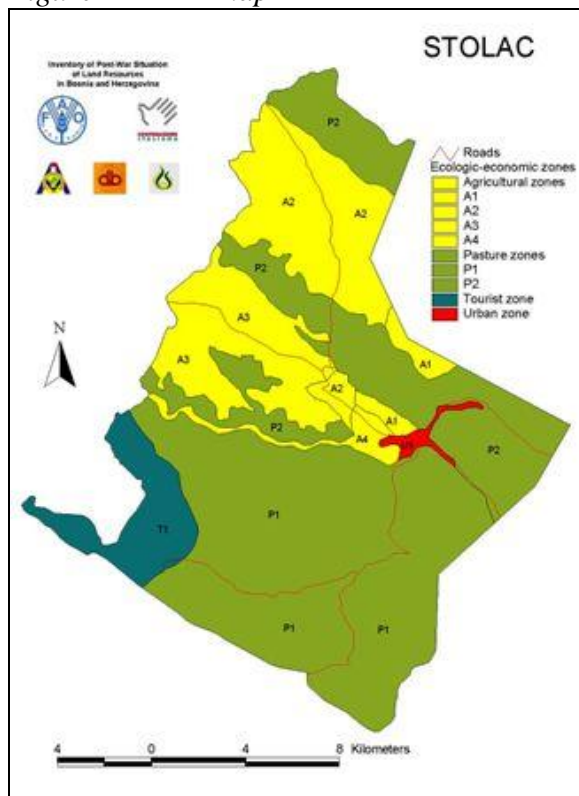 STOLAC
Inventory of Post-War Situation
of Land Resources
in Bosnia and Herzegovina
FAO
Roads
Ecologic-economic zones
Agricultural zones
A1
A2
A3
A4
Pasture zones
P1
P2
Tourist zone
Urban zone
P2
A2
A2
P2
A3
A3
A1
A2
A1
P2
A4
P2
P1
T1
P1
P1
N
4 0 4 8 Kilometers